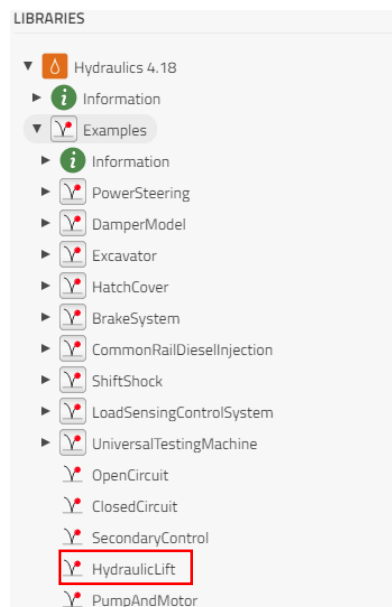 LIBRARIES
Hydraulics 4.18
Information
Examples
Information
PowerSteering
DamperModel
Excavator
HatchCover
BrakeSystem
CommonRailDieselInjection
ShiftShock
LoadSensingControlSystem
UniversalTestingMachine
OpenCircuit
ClosedCircuit
SecondaryControl
HydraulicLift
PumpAndMotor